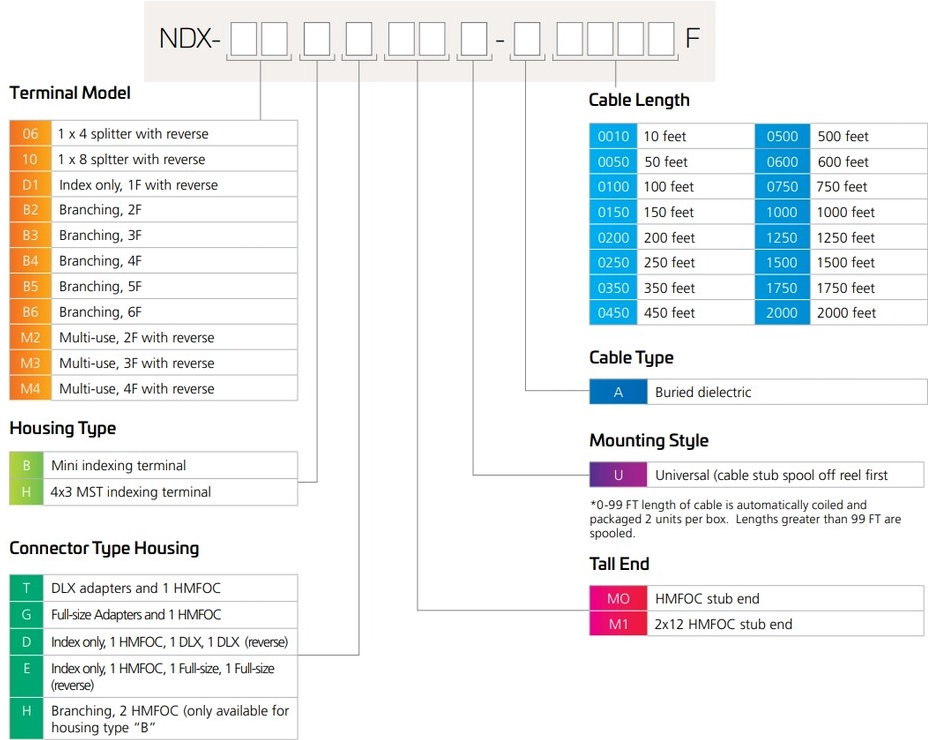 NDX- - F
Terminal Model
06 1 x 4 splitter with reverse
10 1 x 8 spltter with reverse
D1 Index only, 1F with reverse
B2 Branching, 2F
B3 Branching, 3F
B4 Branching, 4F
B5 Branching, 5F
B6 Branching, 6F
M2 Multi-use, 2F with reverse
M3 Multi-use, 3F with reverse
M4 Multi-use, 4F with reverse
Housing Type
B Mini indexing terminal
H 4x3 MST indexing terminal
Connector Type Housing
T DLX adapters and 1 HMFOC
G Full-size Adapters and 1 HMFOC
D Index only, 1 HMFOC, 1 DLX, 1 DLX (reverse)
E Index only, 1 HMFOC, 1 Full-size, 1 Full-size
(reverse)
H Branching, 2 HMFOC (only available for
housing type “B”
Cable Length
0010 10 feet 0500 500 feet
0050 50 feet 0600 600 feet
0100 100 feet 0750 750 feet
0150 150 feet 1000 1000 feet
0200 200 feet 1250 1250 feet
0250 250 feet 1500 1500 feet
0350 350 feet 1750 1750 feet
0450 450 feet 2000 2000 feet
Cable Type
A Buried dielectric
Mounting Style
U Universal (cable stub spool off reel first
*0-99 FT length of cable is automatically coiled and
packaged 2 units per box. Lengths greater than 99 FT are
spooled.
Tall End
MO HMFOC stub end
M1 2x12 HMFOC stub end